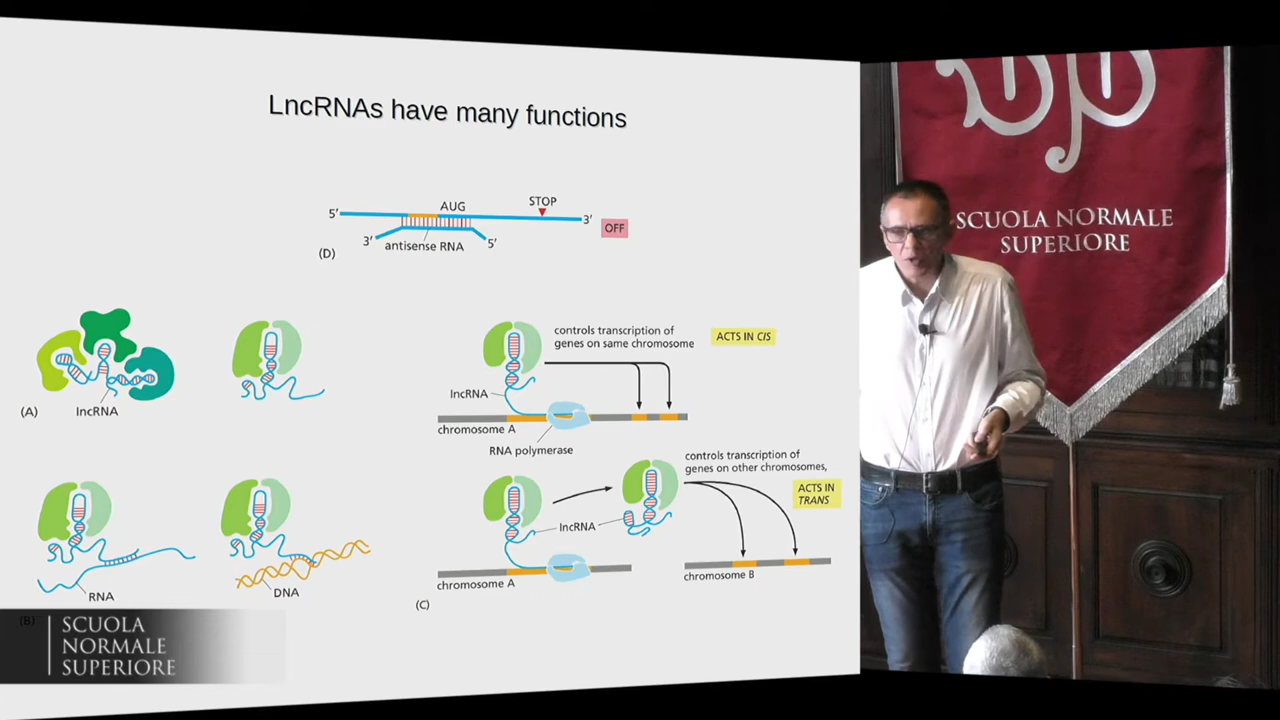 LncRNAs have many functions
5′
AUG
STOP
3′
OFF
3′
antisense RNA
5′
(D)
(A)
lncRNA
controls transcription of
genes on same chromosome
ACTS IN CIS
lncRNA
chromosome A
RNA polymerase
controls transcription of
genes on other chromosomes,
ACTS IN
TRANS
lncRNA
chromosome A
chromosome B
(C)
RNA
DNA
(B)
SCUOLA
NORMALE
SUPERIORE
SCUOLA NORMALE
SUPERIORE